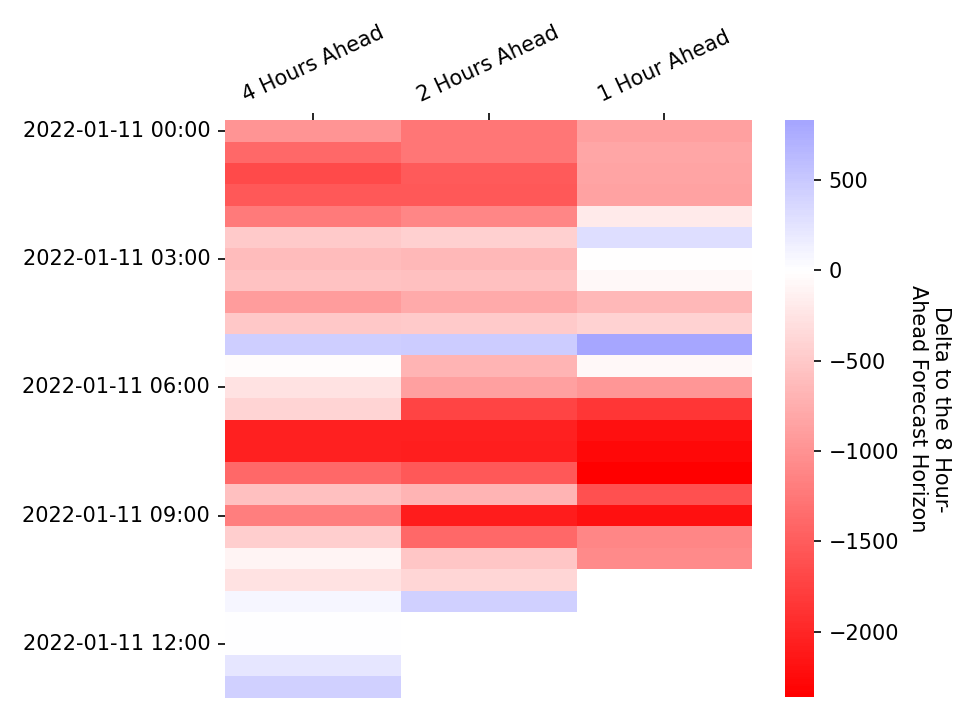 4 Hours Ahead
2 Hours Ahead
1 Hour Ahead
2022-01-11 00:00
2022-01-11 03:00
2022-01-11 06:00
2022-01-11 09:00
2022-01-11 12:00
500
0
−500
−1000
−1500
−2000
Delta to the 8 Hour-
Ahead Forecast Horizon